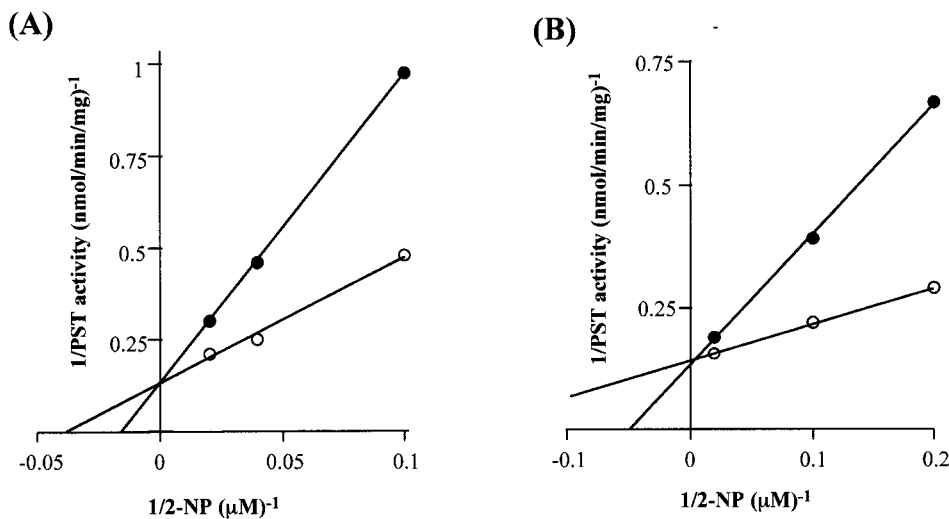 (A)
1/PST activity (nmol/min/mg)-1
1
0.75
0.5
0.25
-0.05
0
0.05
0.1
1/2-NP (µM)-1
(B)
1/PST activity (nmol/min/mg)-1
0.75
0.5
0.25
-0.1
0
0.1
0.2
1/2-NP (µM)-1